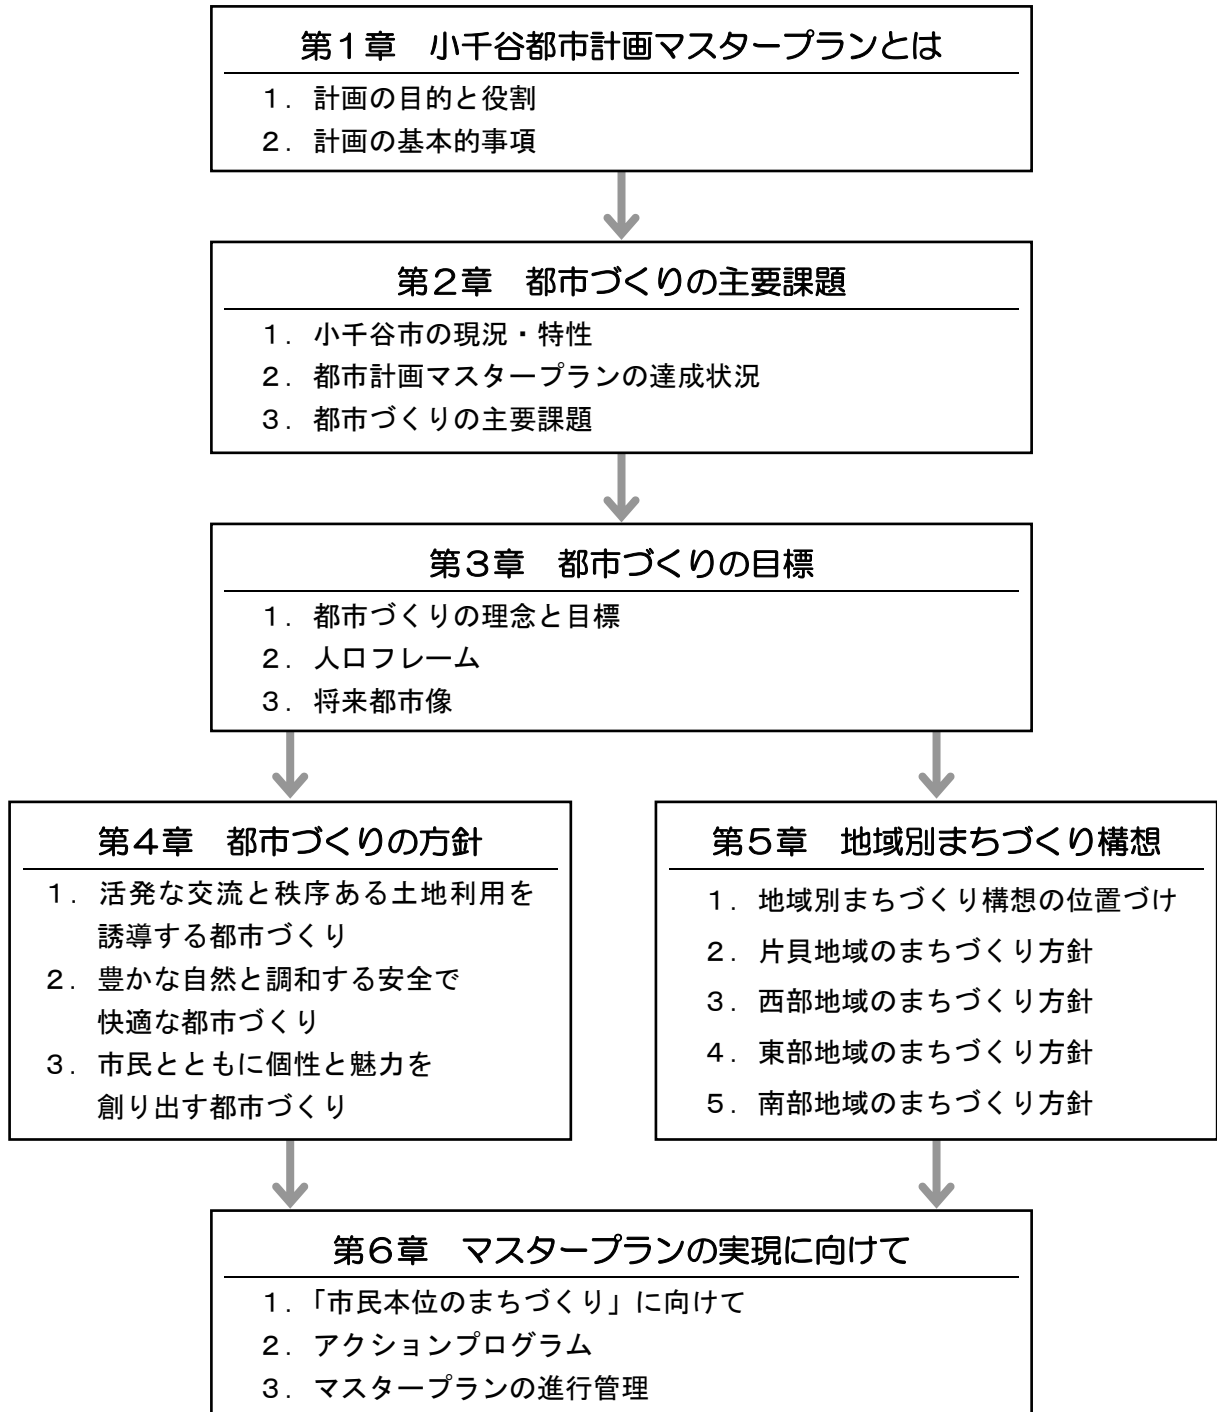 第１章　小千谷都市計画マスタープランとは
１．計画の目的と役割
２．計画の基本的事項
第２章　都市づくりの主要課題
１．小千谷市の現況・特性
２．都市計画マスタープランの達成状況
３．都市づくりの主要課題
第３章　都市づくりの目標
１．都市づくりの理念と目標
２．人口フレーム
３．将来都市像
第４章　都市づくりの方針
１．活発な交流と秩序ある土地利用を
誘導する都市づくり
２．豊かな自然と調和する安全で
快適な都市づくり
３．市民とともに個性と魅力を
創り出す都市づくり
第５章　地域別まちづくり構想
１．地域別まちづくり構想の位置づけ
２．片貝地域のまちづくり方針
３．西部地域のまちづくり方針
４．東部地域のまちづくり方針
５．南部地域のまちづくり方針
第６章　マスタープランの実現に向けて
１．「市民本位のまちづくり」に向けて
２．アクションプログラム
３．マスタープランの進行管理